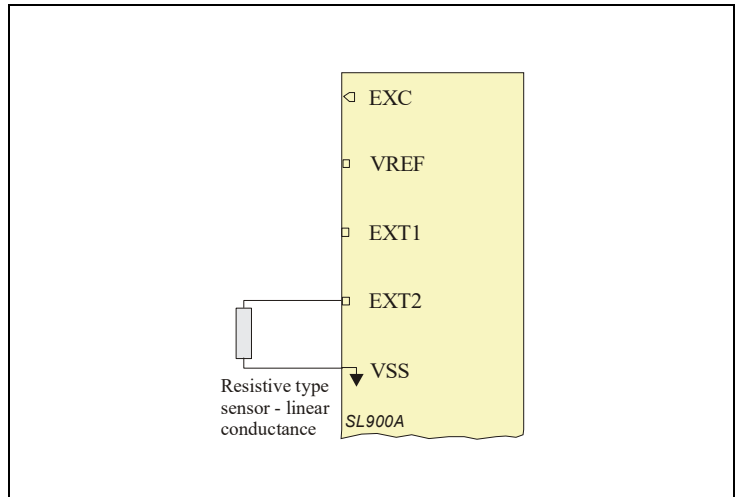 EXC
VREF
EXT1
EXT2
VSS
Resistive type
sensor - linear
conductance
SL900A